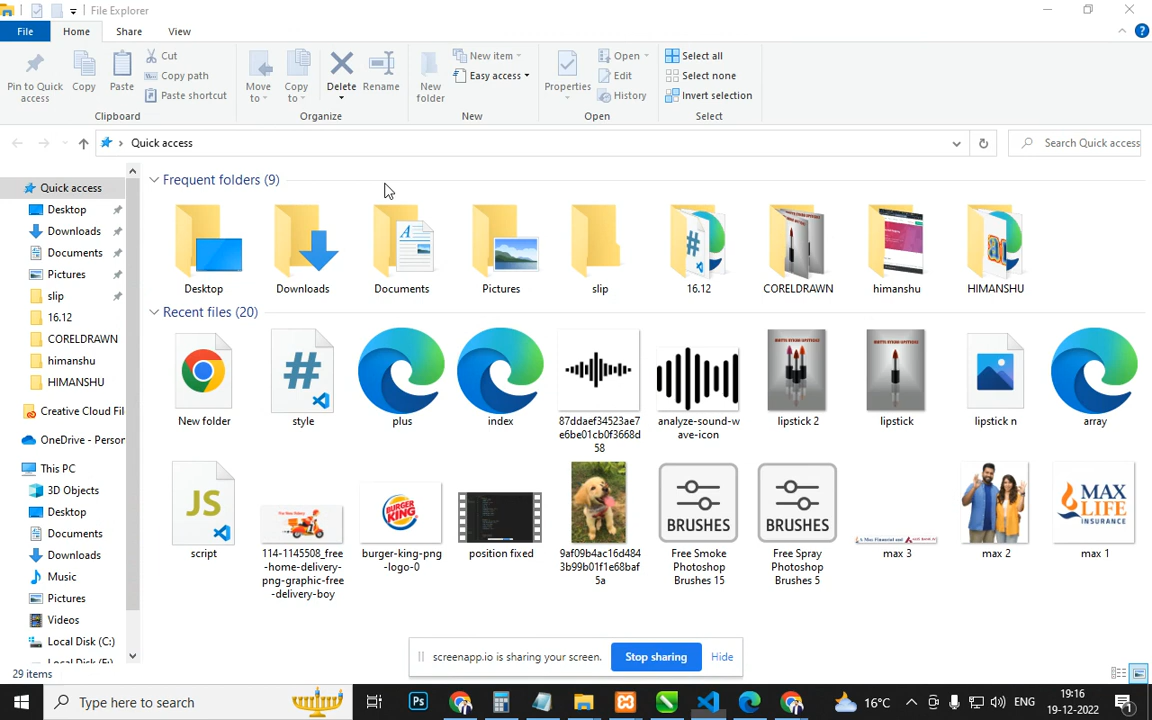 File Explorer
File Home Share View
Pin to Quick access
Copy
Paste
Cut
Copy path
Paste shortcut
Clipboard
Move to
Copy to
Delete
Rename
Organize
New folder
New item
Easy access
New
Properties
Open
Edit
History
Open
Select all
Select none
Invert selection
Select
Quick access
Search Quick access
Quick access
Desktop
Downloads
Documents
Pictures
slip
16.12
CORELDRAWN
himanshu
HIMANSHU
Creative Cloud Fil
OneDrive - Person
This PC
3D Objects
Desktop
Documents
Downloads
Music
Pictures
Videos
Local Disk (C:)
Frequent folders (9)
Desktop Downloads Documents Pictures slip 16.12 CORELDRAWN himanshu HIMANSHU
Recent files (20)
New folder
style
plus
index
87ddaef34523ae7
e6be01cb0f3668d
58
analyze-sound-w
ave-icon
lipstick 2
lipstick
lipstick n
array
JS
script
114-1145508_free
-home-delivery-
png-graphic-free
-delivery-boy
BURGER
KING
burger-king-png
-logo-0
position fixed
9af09b4ac16d484
3b99b01f1e68baf
5a
BRUSHES
Free Smoke
Photoshop
Brushes 15
BRUSHES
Free Spray
Photoshop
Brushes 5
max 3
max 2
MAX
LIFE
INSURANCE
max 1
screenapp.io is sharing your screen. Stop sharing Hide
29 items
Type here to search
Ps
16°C
ENG
19:16
19-12-2022
1